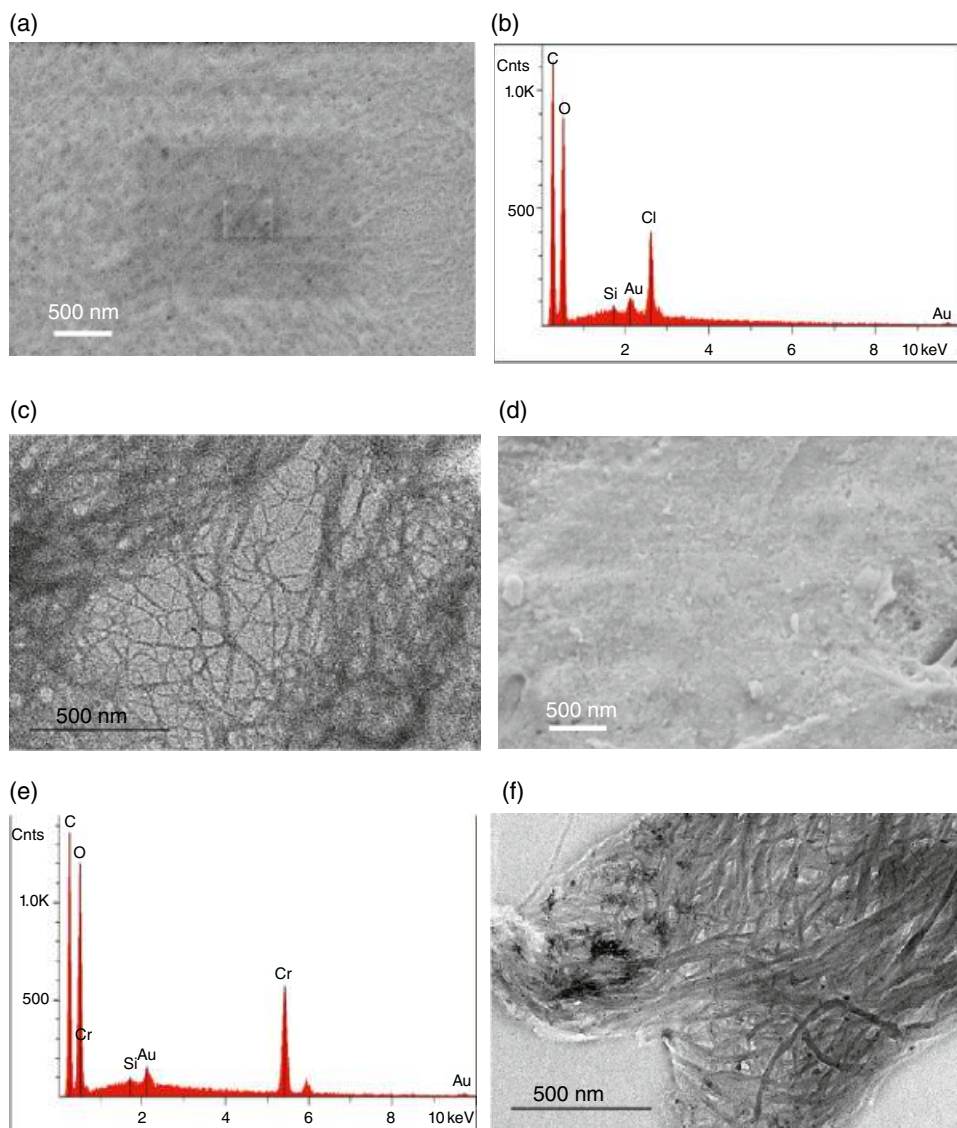 (a)
(b)
500 nm
Cnts
C
1.0K
O
500
Cl
Si
Au
Au
2
4
6
8
10 keV
(c)
(d)
500 nm
500 nm
(e)
(f)
Cnts
C
O
1.0K
Cr
500
Cr
Si
Au
Au
2
4
6
8
10 keV
500 nm